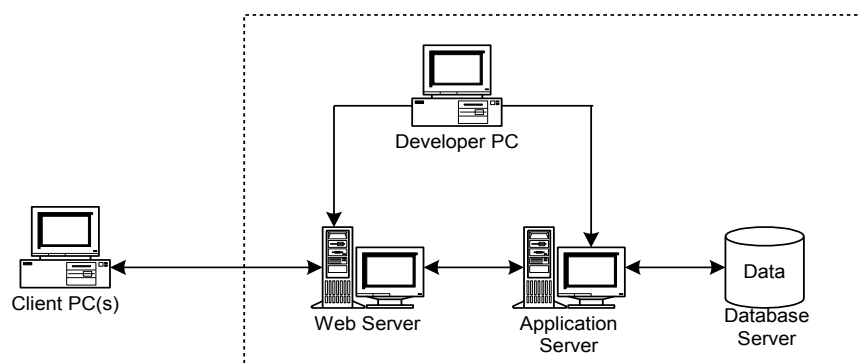 Developer PC
Client PC(s)
Web Server
Application
Server
Data
Database
Server